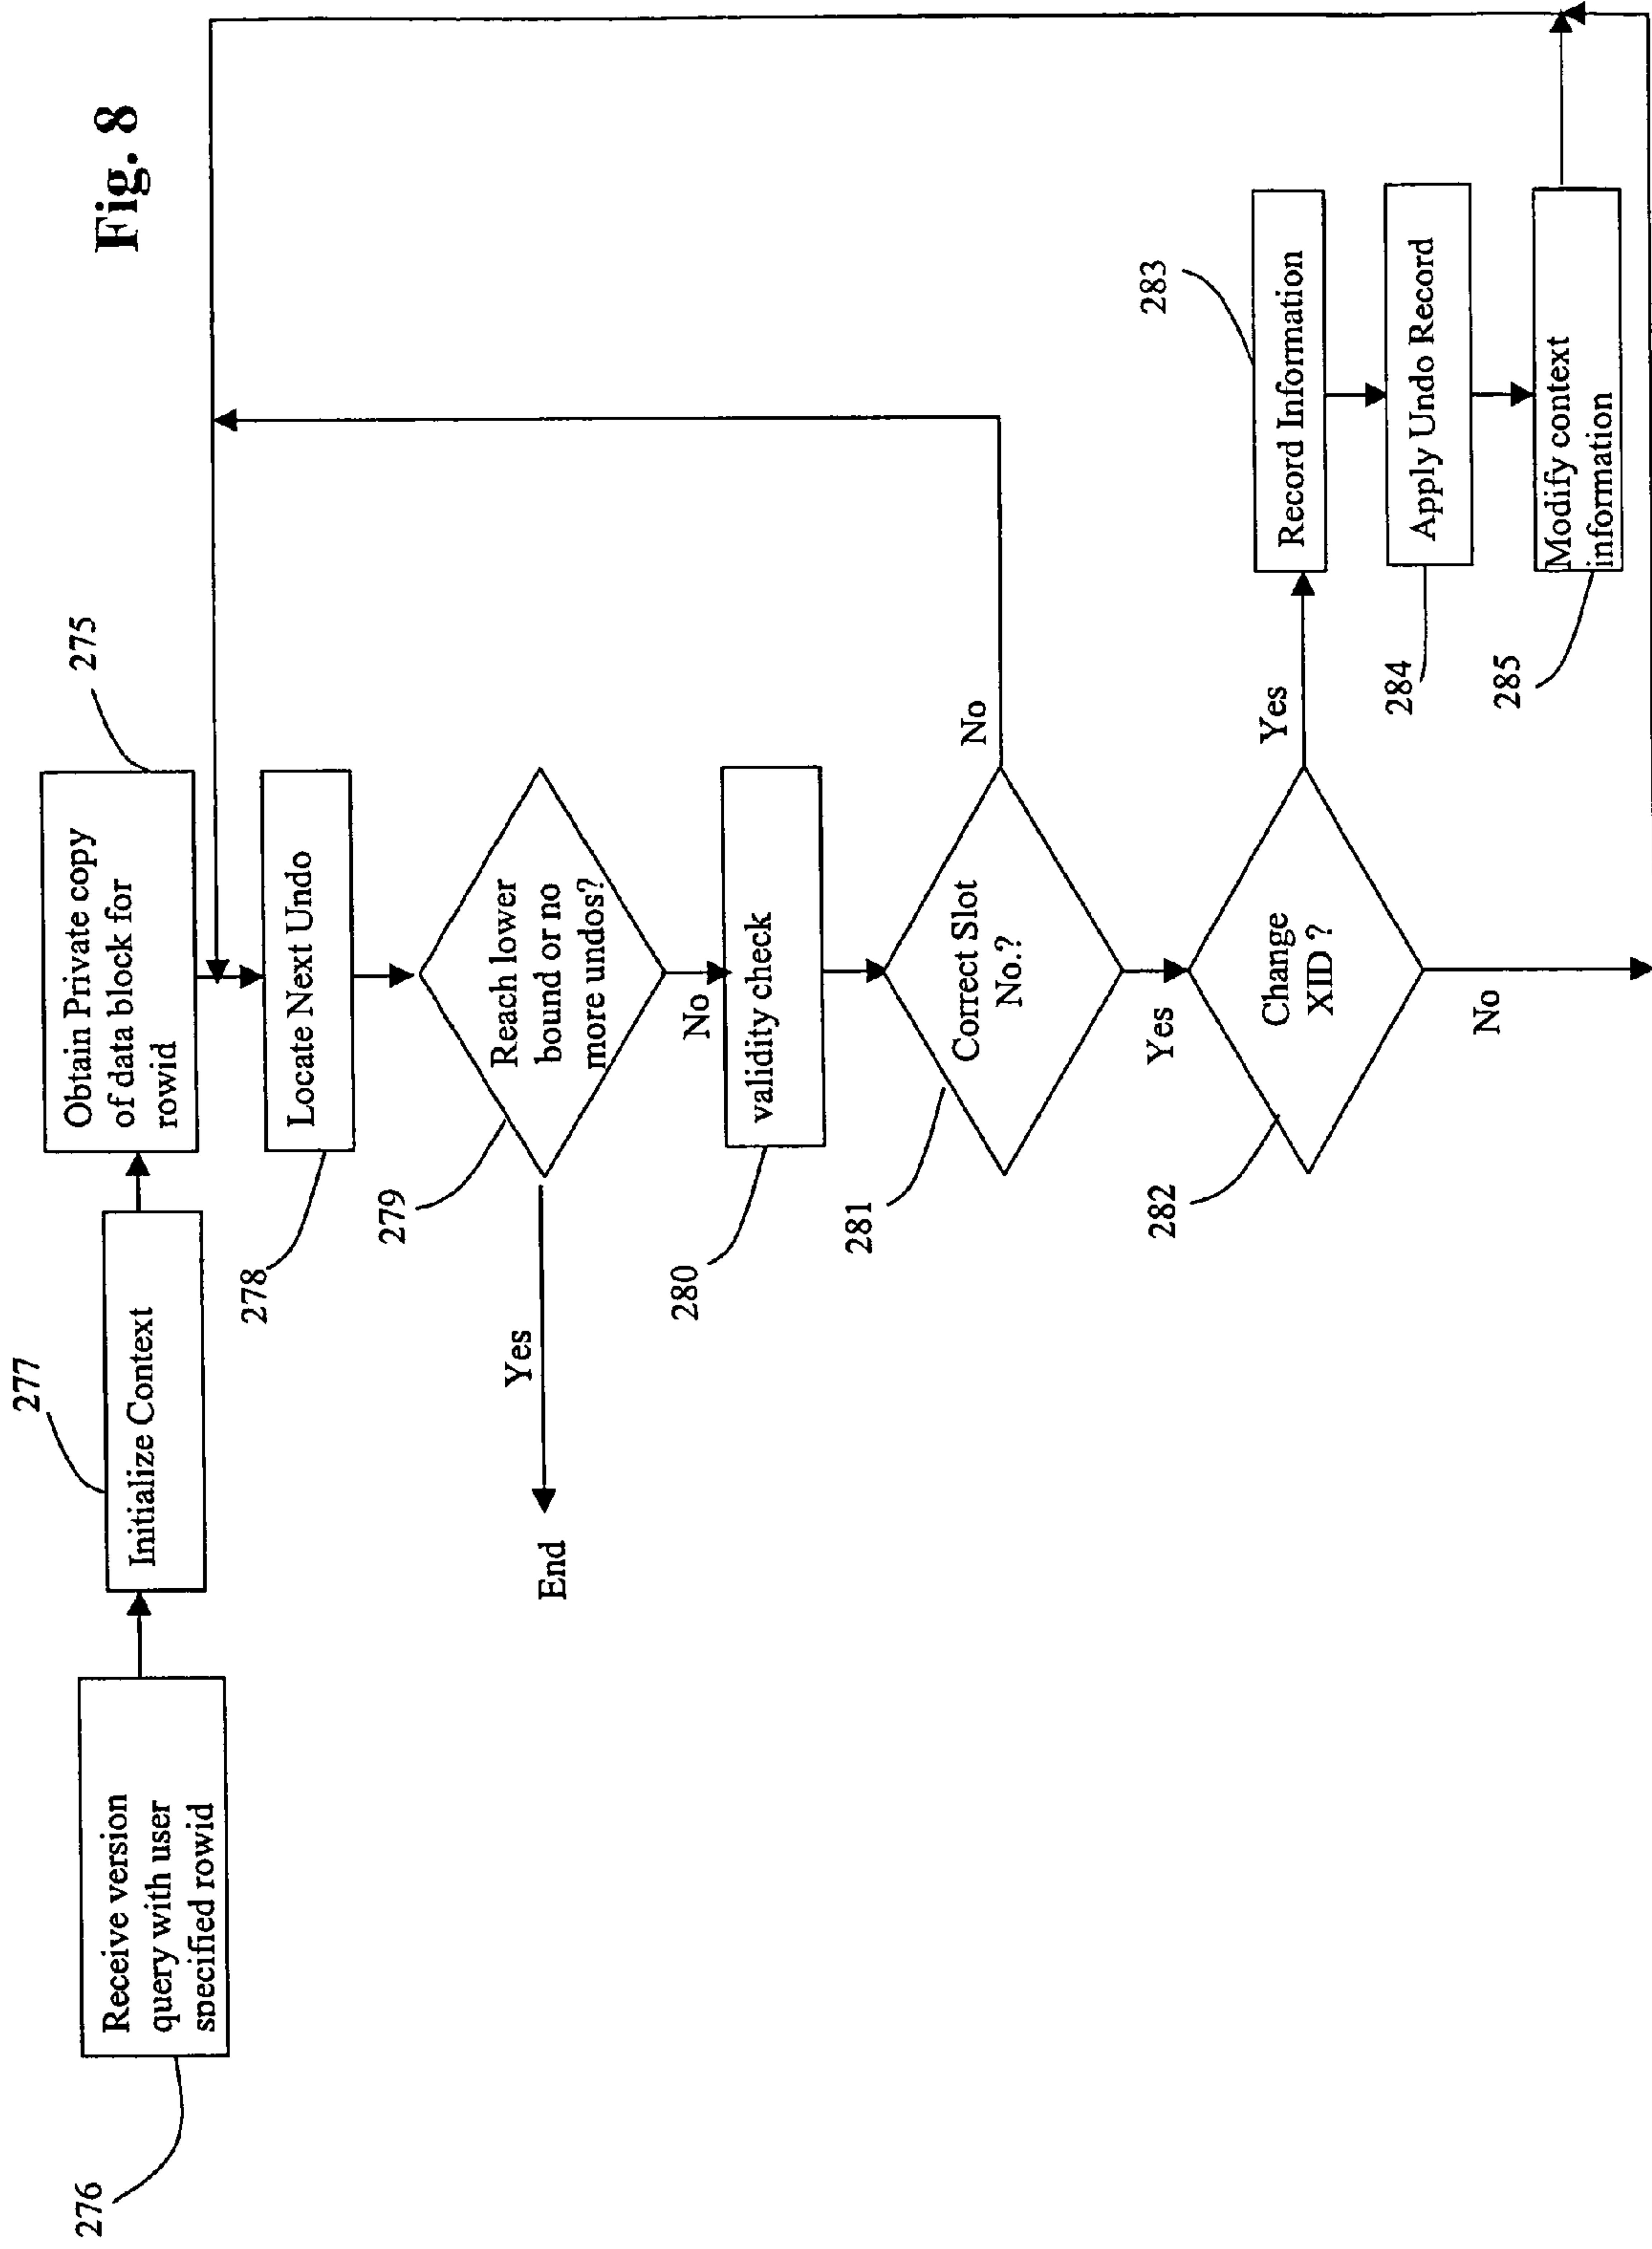 Fig. 8
276
Receive version
query with user
specified rowid
277
Initialize Context
275
Obtain Private copy
of data block for
rowid
278
Locate Next Undo
279
Reach lower
bound or no
more undos?
Yes
End
No
280
validity check
281
Correct Slot
No.?
No
Yes
282
Change
XID ?
Yes
No
283
Record Information
284
Apply Undo Record
285
Modify context
information